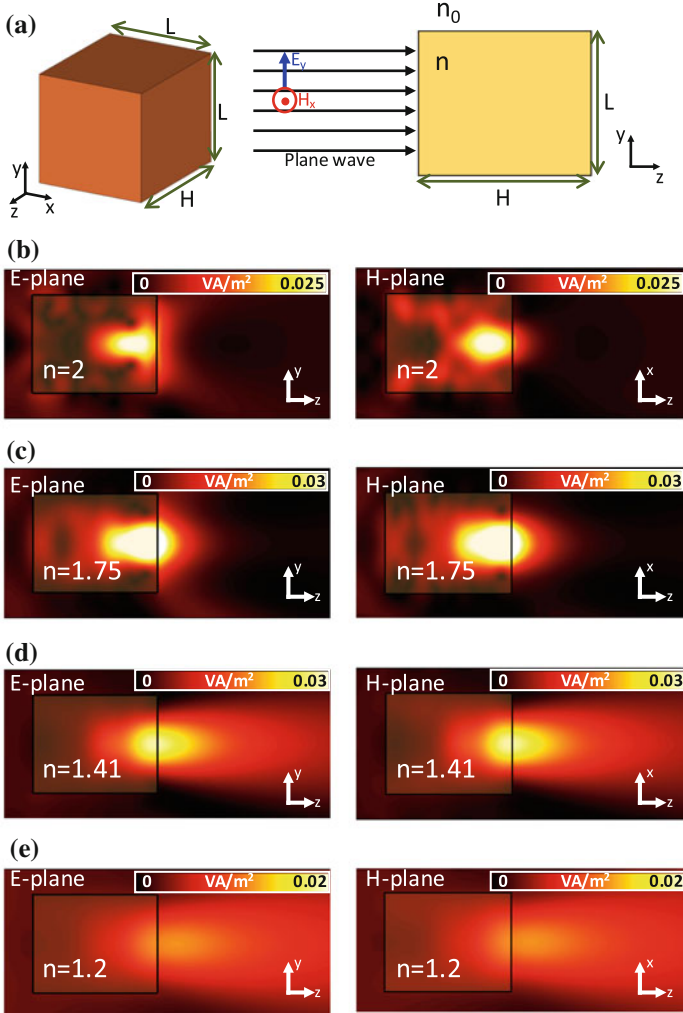 (a)
L
L
H
y
z
x
n0
n
E_y
H_x
Plane wave
L
H
y
z
(b)
E-plane
0 VA/m² 0.025
n=2
y
z
H-plane
0 VA/m² 0.025
n=2
x
z
(c)
E-plane
0 VA/m² 0.03
n=1.75
y
z
H-plane
0 VA/m² 0.03
n=1.75
x
z
(d)
E-plane
0 VA/m² 0.03
n=1.41
y
z
H-plane
0 VA/m² 0.03
n=1.41
x
z
(e)
E-plane
0 VA/m² 0.02
n=1.2
y
z
H-plane
0 VA/m² 0.02
n=1.2
x
z